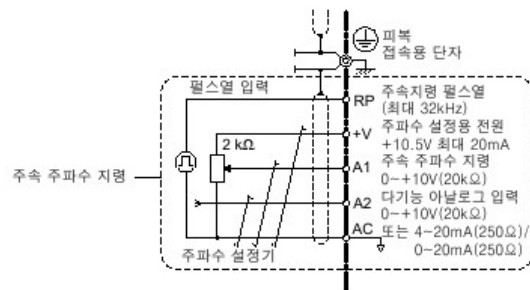 피복
접속용 단자
펄스열 입력
RP
주속지령 펄스열
(최대 32kHz)
+V
주파수 설정용 전원
+10.5V 최대 20mA
2 kΩ
A1
주속 주파수 지령
0~+10V(20kΩ)
주속 주파수 지령
A2
다기능 아날로그 입력
0~+10V(20kΩ)
AC
또는 4~20mA(250Ω)/
0~20mA(250Ω)
주파수 설정기